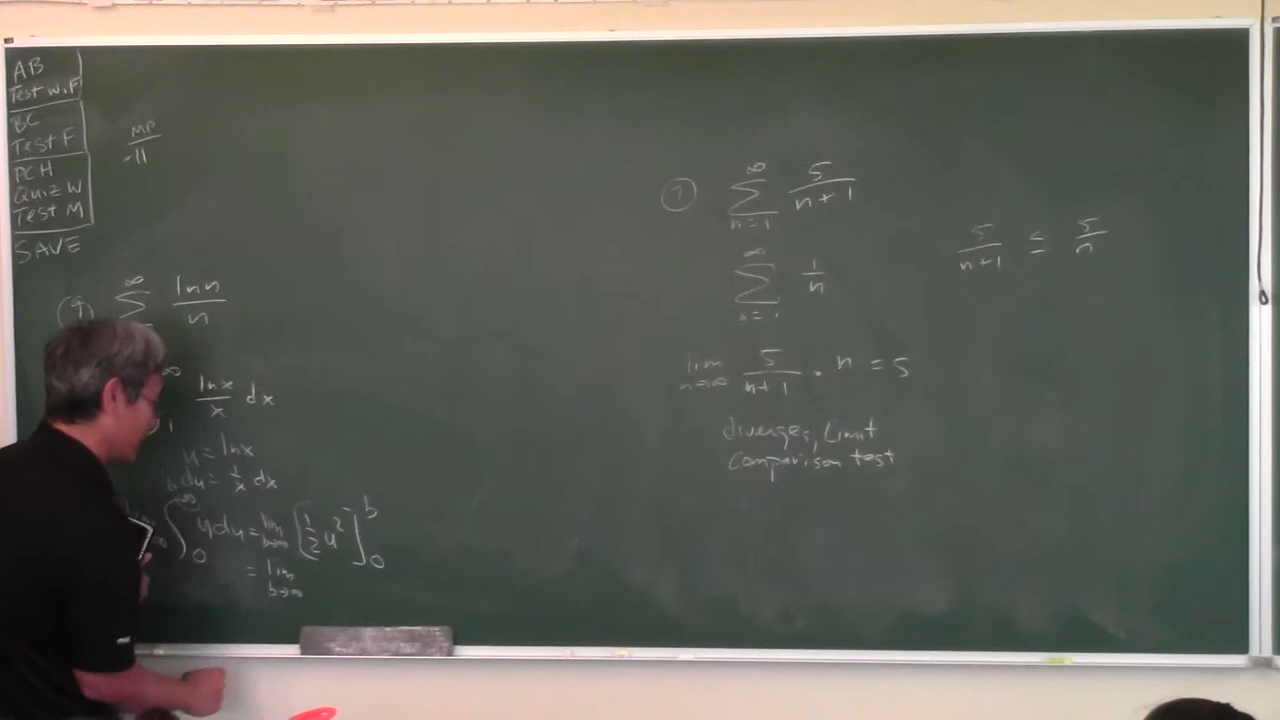 AB
Test W,F
BC
Test F
PCH
Quiz W
Test M
SAVE
MP
-11
∞
Σ ln n / n
∞
ln x / x dx
1
u = ln x
du = 1/x dx
∫₀ u du = lim b→∞ [1/2 u²]₀ᵇ
= lim b→∞
⑦ ∞ Σ n=1 5/(n+1)
∞ Σ n=1 1/n
lim n→∞ 5/(n+1) · n = 5
diverges, Limit
comparison test
5/(n+1) ≤ 5/n